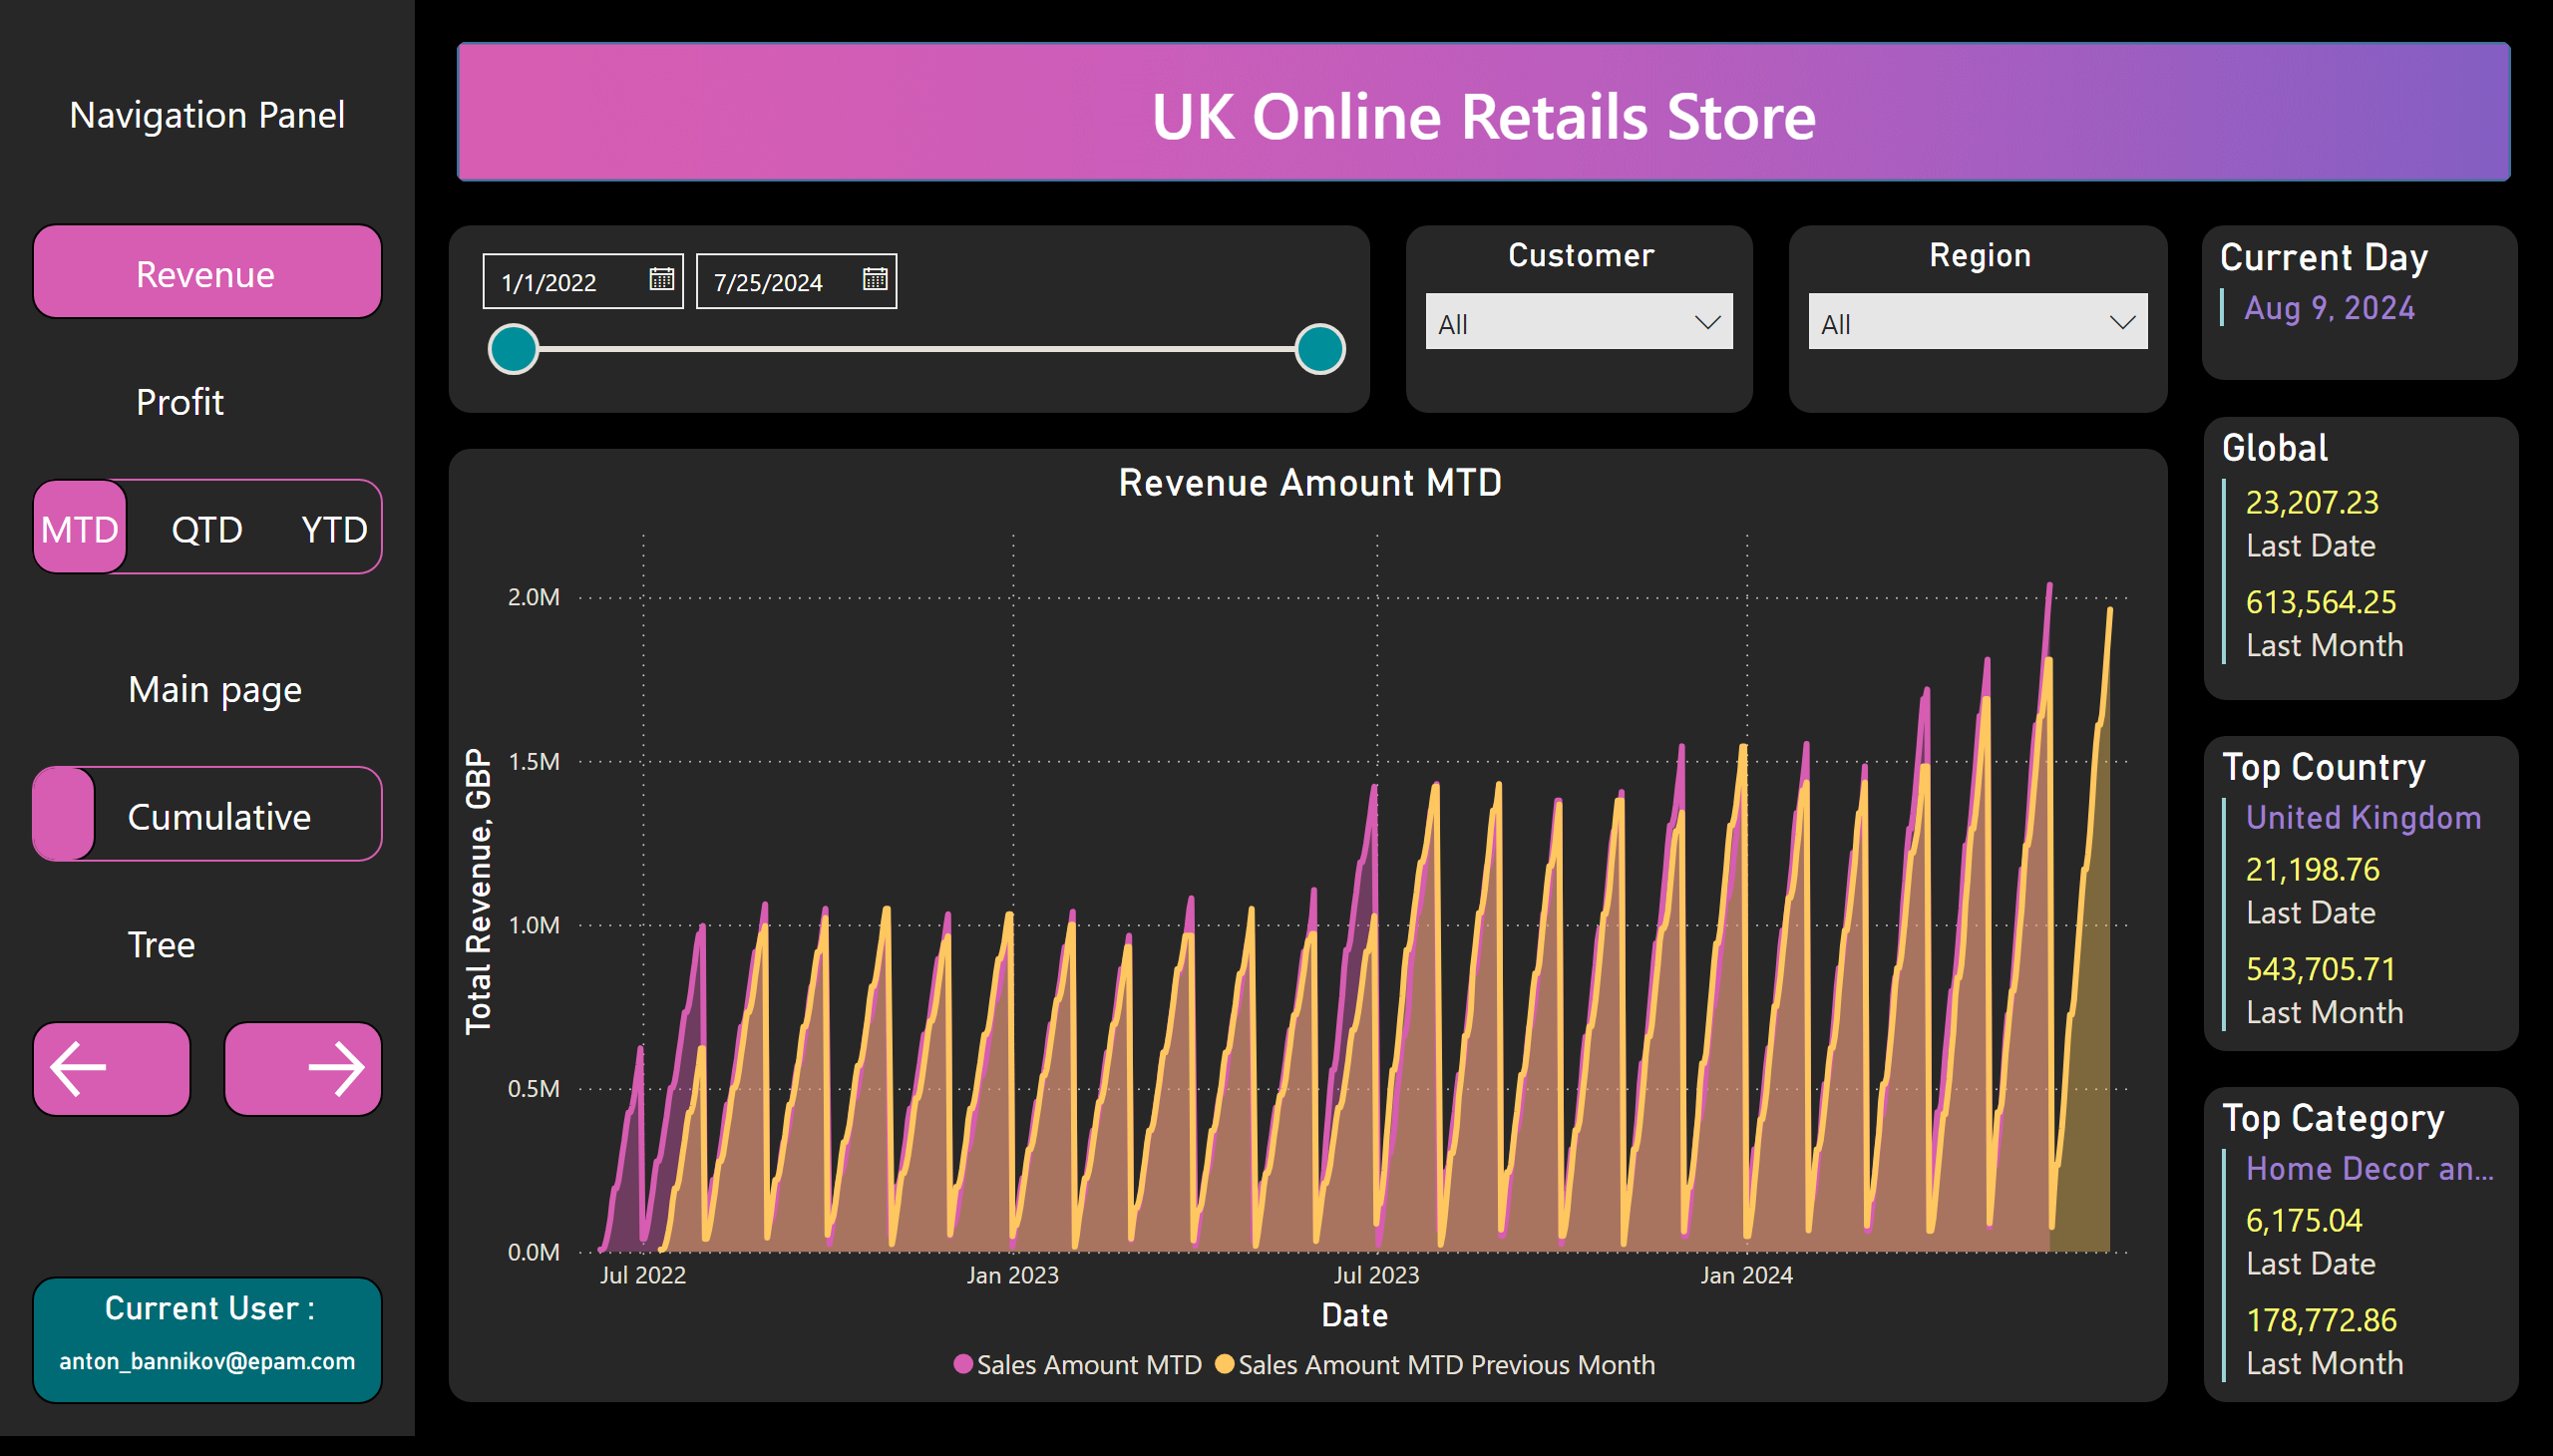 Navigation Panel
Revenue
Profit
MTD QTD YTD
Main page
Cumulative
Tree
Current User :
anton_bannikov@epam.com
UK Online Retails Store
1/1/2022 7/25/2024
Customer
All
Region
All
Current Day
Aug 9, 2024
Revenue Amount MTD
Total Revenue, GBP
2.0M
1.5M
1.0M
0.5M
0.0M
Jul 2022 Jan 2023 Jul 2023 Jan 2024
Date
Sales Amount MTD Sales Amount MTD Previous Month
Global
23,207.23
Last Date
613,564.25
Last Month
Top Country
United Kingdom
21,198.76
Last Date
543,705.71
Last Month
Top Category
Home Decor an...
6,175.04
Last Date
178,772.86
Last Month